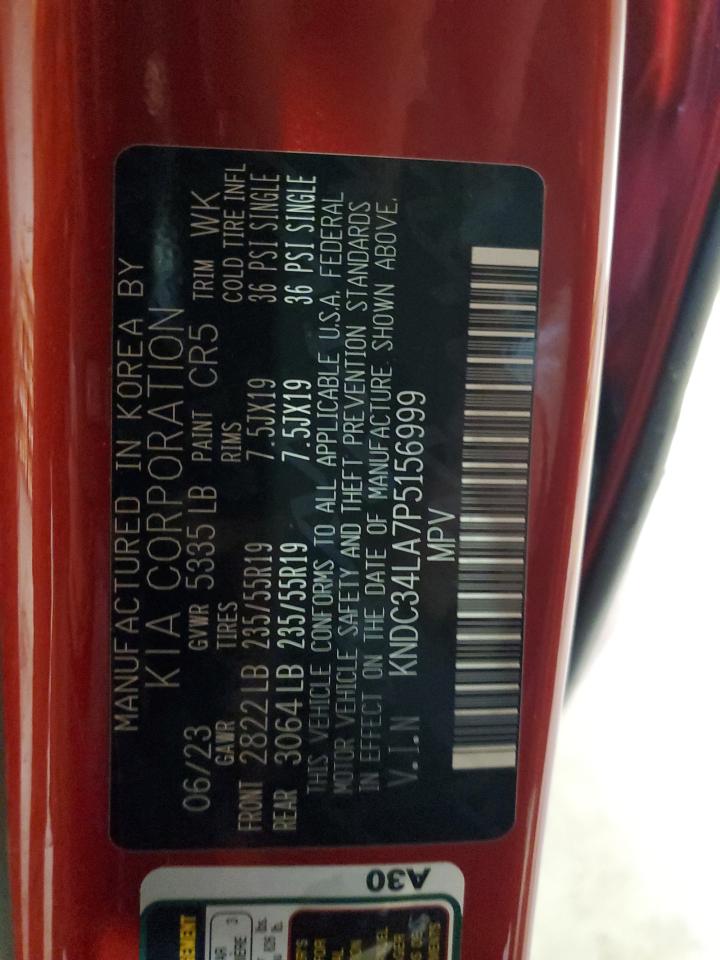 MANUFACTURED IN KOREA BY
KIA CORPORATION
06/23 GVWR 5335 LB PAINT CR5 TRIM WK
GAWR TIRES RIMS COLD TIRE INFL
FRONT 2822 LB 235/55R19 7.5JX19 36 PSI SINGLE
REAR 3064 LB 235/55R19 7.5JX19 36 PSI SINGLE
THIS VEHICLE CONFORMS TO ALL APPLICABLE U.S.A. FEDERAL
MOTOR VEHICLE SAFETY AND THEFT PREVENTION STANDARDS
IN EFFECT ON THE DATE OF MANUFACTURE SHOWN ABOVE.
V.I.N KNDC34LA7P5156999
MPV
A30